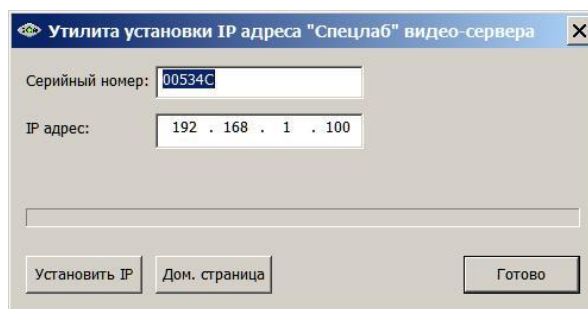 Утилита установки IP адреса "Спецлаб" видео-сервера
Серийный номер: 00534C
IP адрес: 192 . 168 . 1 . 100
Установить IP Дом. страница Готово